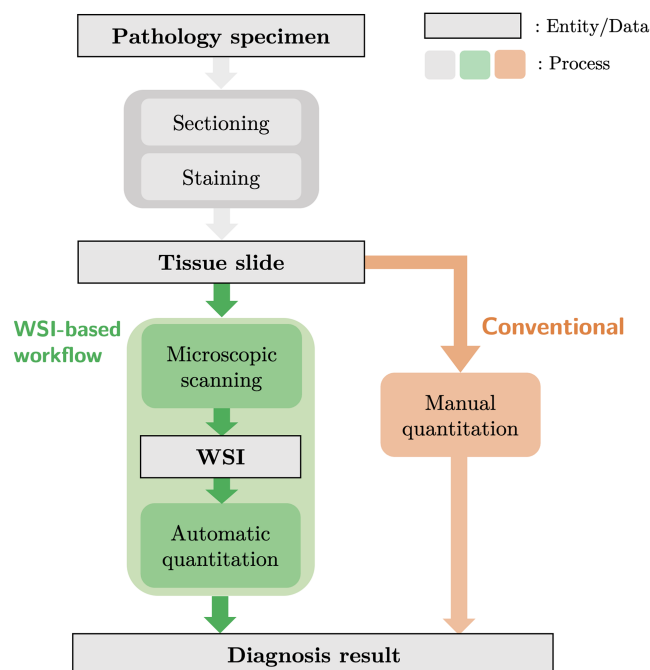 Pathology specimen
: Entity/Data
: Process
Sectioning
Staining
Tissue slide
WSI-based
workflow
Conventional
Microscopic
scanning
Manual
quantitation
WSI
Automatic
quantitation
Diagnosis result